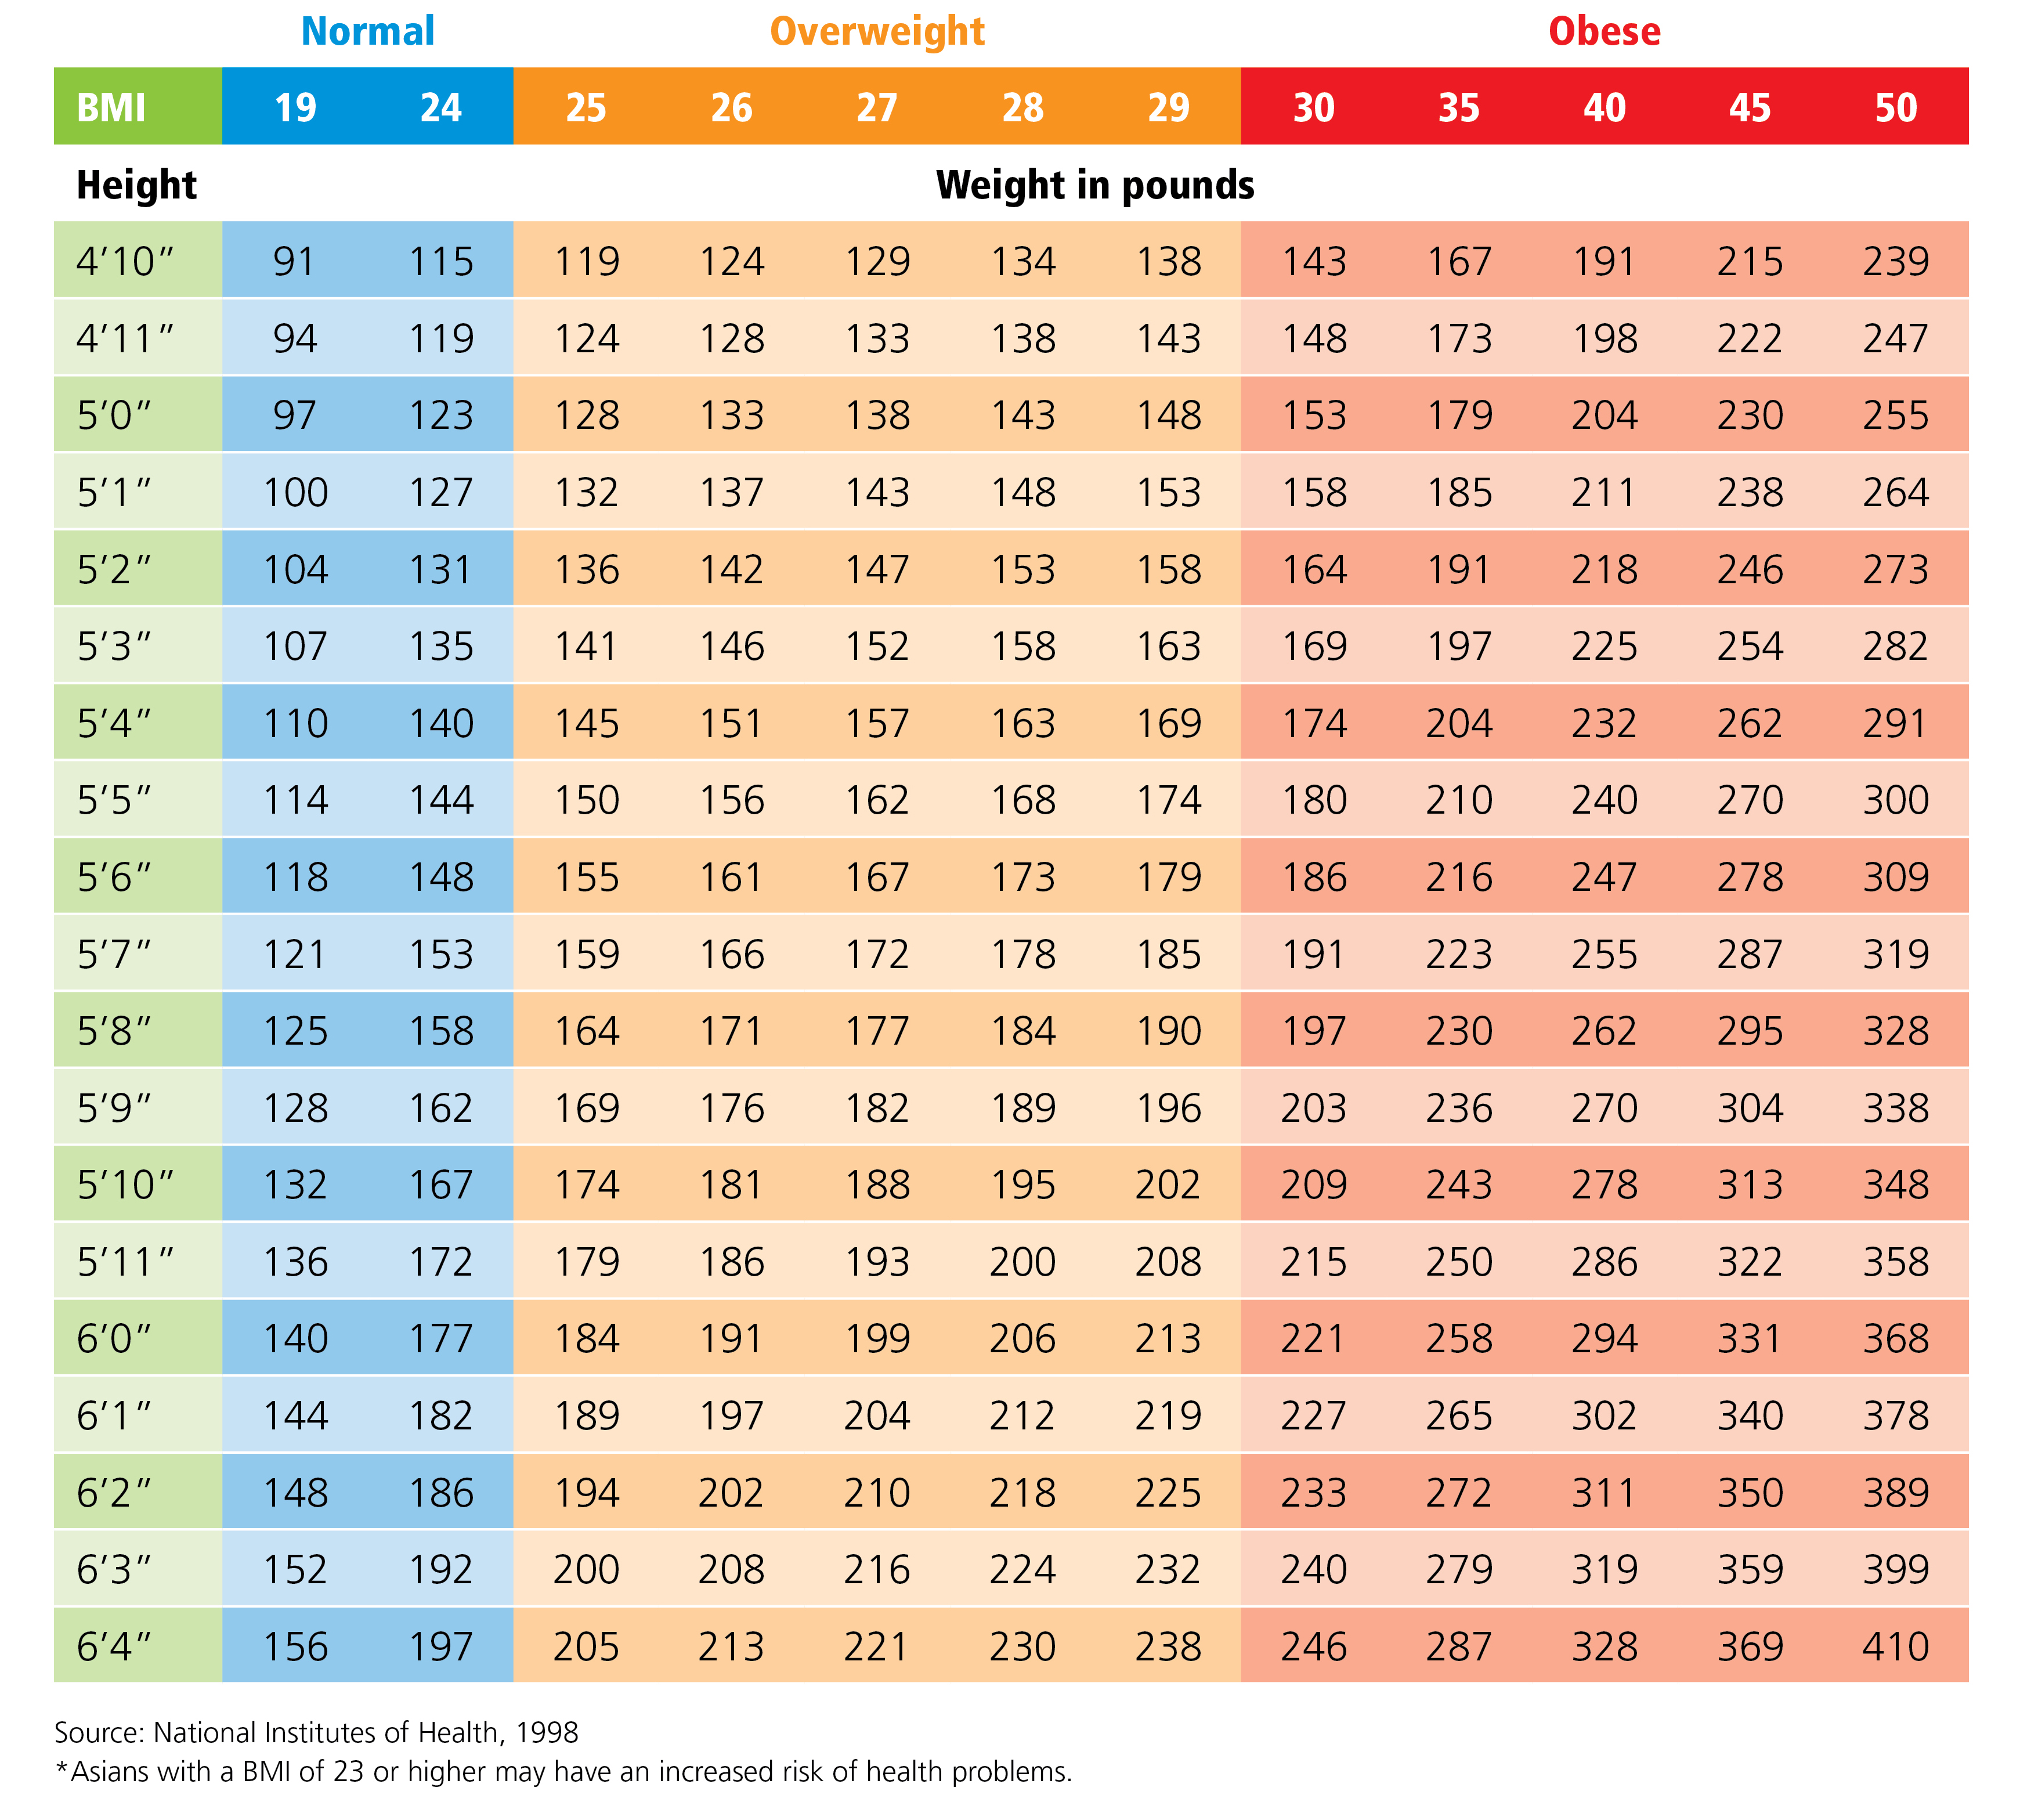 Normal Overweight Obese
BMI 19 24 25 26 27 28 29 30 35 40 45 50
Height Weight in pounds
4’10” 91 115 119 124 129 134 138 143 167 191 215 239
4’11” 94 119 124 128 133 138 143 148 173 198 222 247
5’0” 97 123 128 133 138 143 148 153 179 204 230 255
5’1” 100 127 132 137 143 148 153 158 185 211 238 264
5’2” 104 131 136 142 147 153 158 164 191 218 246 273
5’3” 107 135 141 146 152 158 163 169 197 225 254 282
5’4” 110 140 145 151 157 163 169 174 204 232 262 291
5’5” 114 144 150 156 162 168 174 180 210 240 270 300
5’6” 118 148 155 161 167 173 179 186 216 247 278 309
5’7” 121 153 159 166 172 178 185 191 223 255 287 319
5’8” 125 158 164 171 177 184 190 197 230 262 295 328
5’9” 128 162 169 176 182 189 196 203 236 270 304 338
5’10” 132 167 174 181 188 195 202 209 243 278 313 348
5’11” 136 172 179 186 193 200 208 215 250 286 322 358
6’0” 140 177 184 191 199 206 213 221 258 294 331 368
6’1” 144 182 189 197 204 212 219 227 265 302 340 378
6’2” 148 186 194 202 210 218 225 233 272 311 350 389
6’3” 152 192 200 208 216 224 232 240 279 319 359 399
6’4” 156 197 205 213 221 230 238 246 287 328 369 410
Source: National Institutes of Health, 1998
*Asians with a BMI of 23 or higher may have an increased risk of health problems.